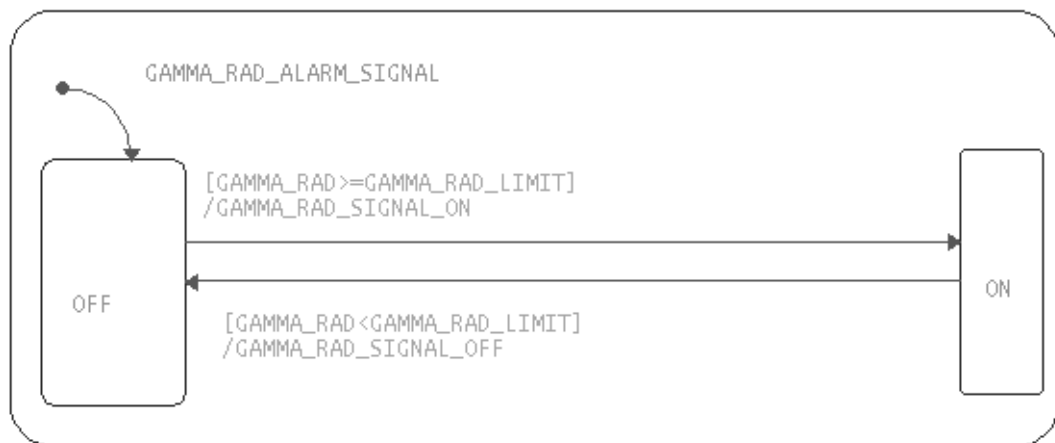 GAMMA_RAD_ALARM_SIGNAL
[GAMMA_RAD>=GAMMA_RAD_LIMIT]
/GAMMA_RAD_SIGNAL_ON
OFF
ON
[GAMMA_RAD<GAMMA_RAD_LIMIT]
/GAMMA_RAD_SIGNAL_OFF